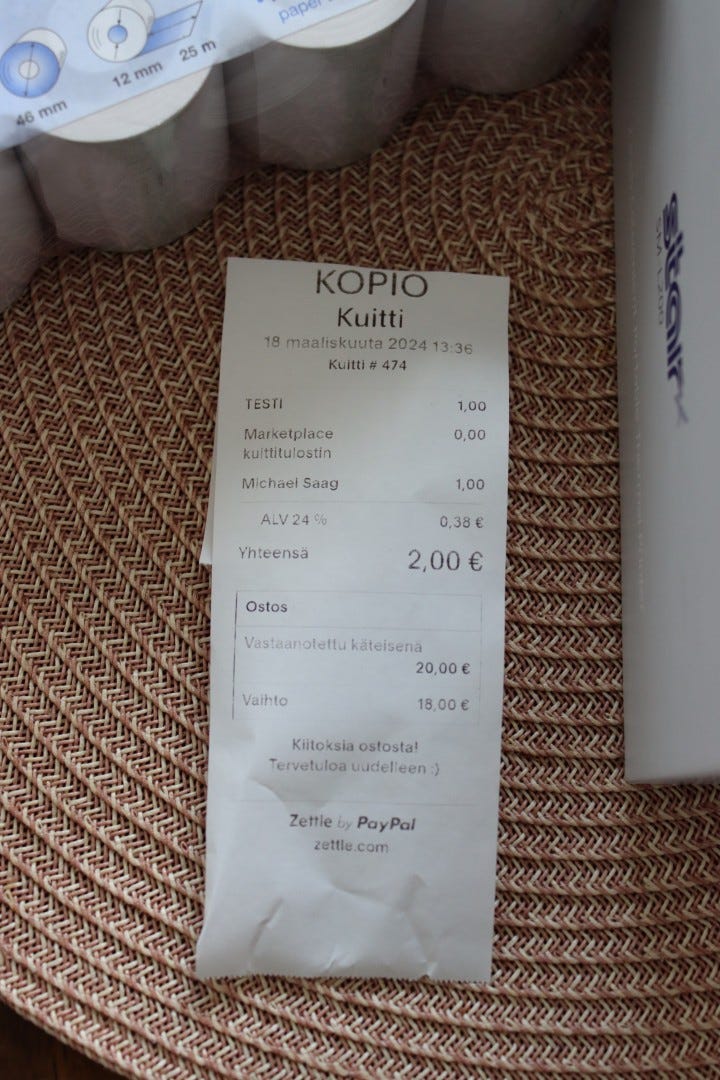 paper
46 mm
12 mm
25 m
KOPIO
Kuitti
18 maaliskuuta 2024 13:36
Kuitti # 474
TESTI 1,00
Marketplace 0,00
kuittitulostin
Michael Saag 1,00
ALV 24 % 0,38 €
Yhteensä 2,00 €
Ostos
Vastaanotettu käteisenä
20,00 €
Vaihto 18,00 €
Kiitoksia ostosta!
Tervetuloa uudelleen :)
Zettle by PayPal
zettle.com
star